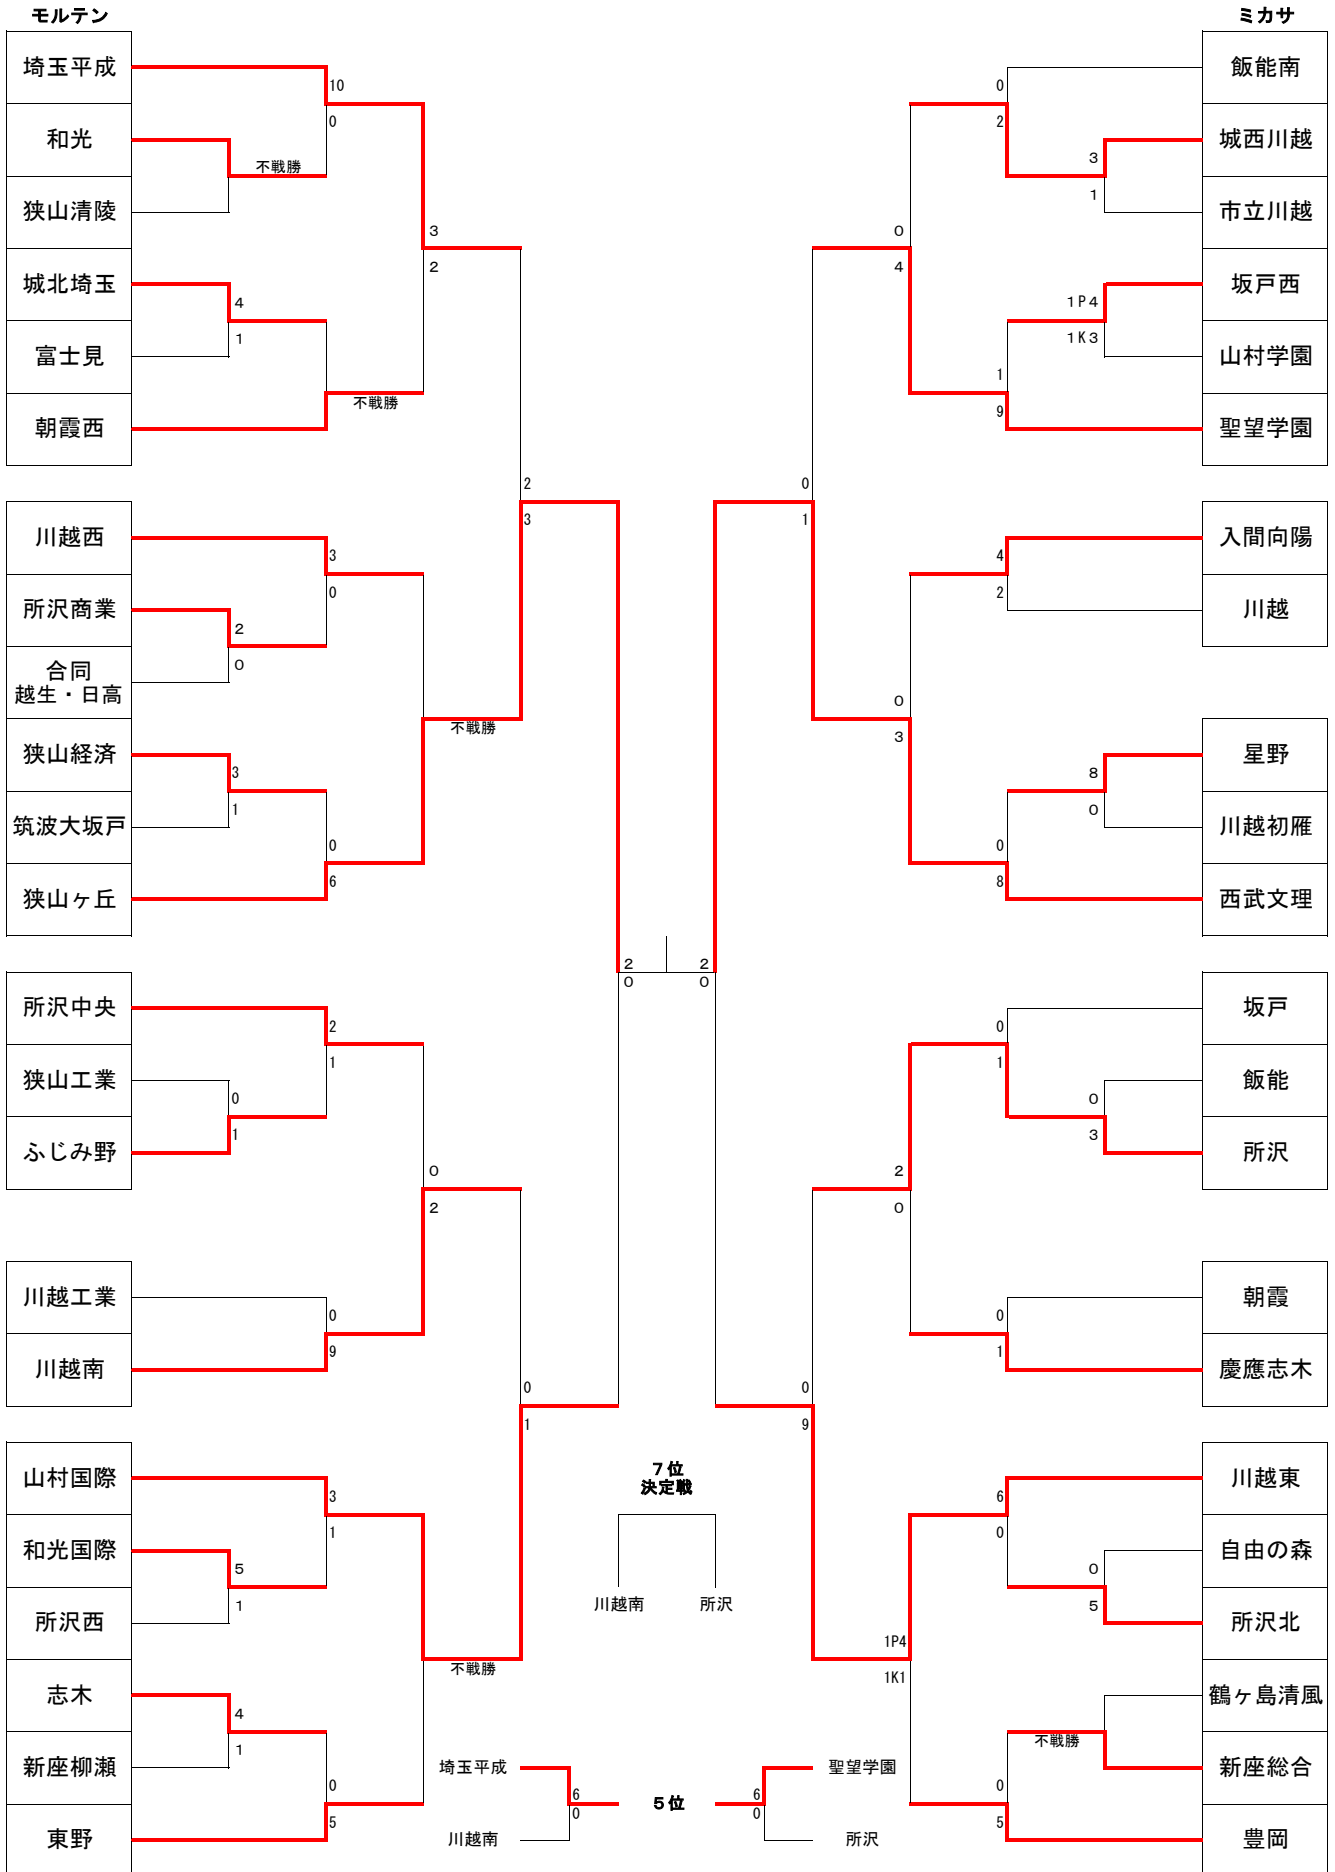 モルテン
埼玉平成
和光
狭山清陵
城北埼玉
富士見
朝霞西
川越西
所沢商業
合同
越生・日高
狭山経済
筑波大坂戸
狭山ヶ丘
所沢中央
狭山工業
ふじみ野
川越工業
川越南
山村国際
和光国際
所沢西
志木
新座柳瀬
東野
10
0
不戦勝
3
2
4
1
不戦勝
2
3
3
0
2
0
不戦勝
3
1
0
6
2
0
2
1
0
1
0
2
0
9
0
1
3
1
5
1
不戦勝
4
1
0
5
ミカサ
飯能南
城西川越
市立川越
坂戸西
山村学園
聖望学園
入間向陽
川越
星野
川越初雁
西武文理
坂戸
飯能
所沢
朝霞
慶應志木
川越東
自由の森
所沢北
鶴ヶ島清風
新座総合
豊岡
0
2
3
1
0
4
1P4
1K3
1
9
0
1
4
2
0
3
8
0
0
8
2
0
0
1
0
3
2
0
0
1
0
9
6
0
0
5
1P4
1K1
不戦勝
0
5
7位
決定戦
川越南
所沢
埼玉平成
川越南
6
0
5位
6
0
聖望学園
所沢